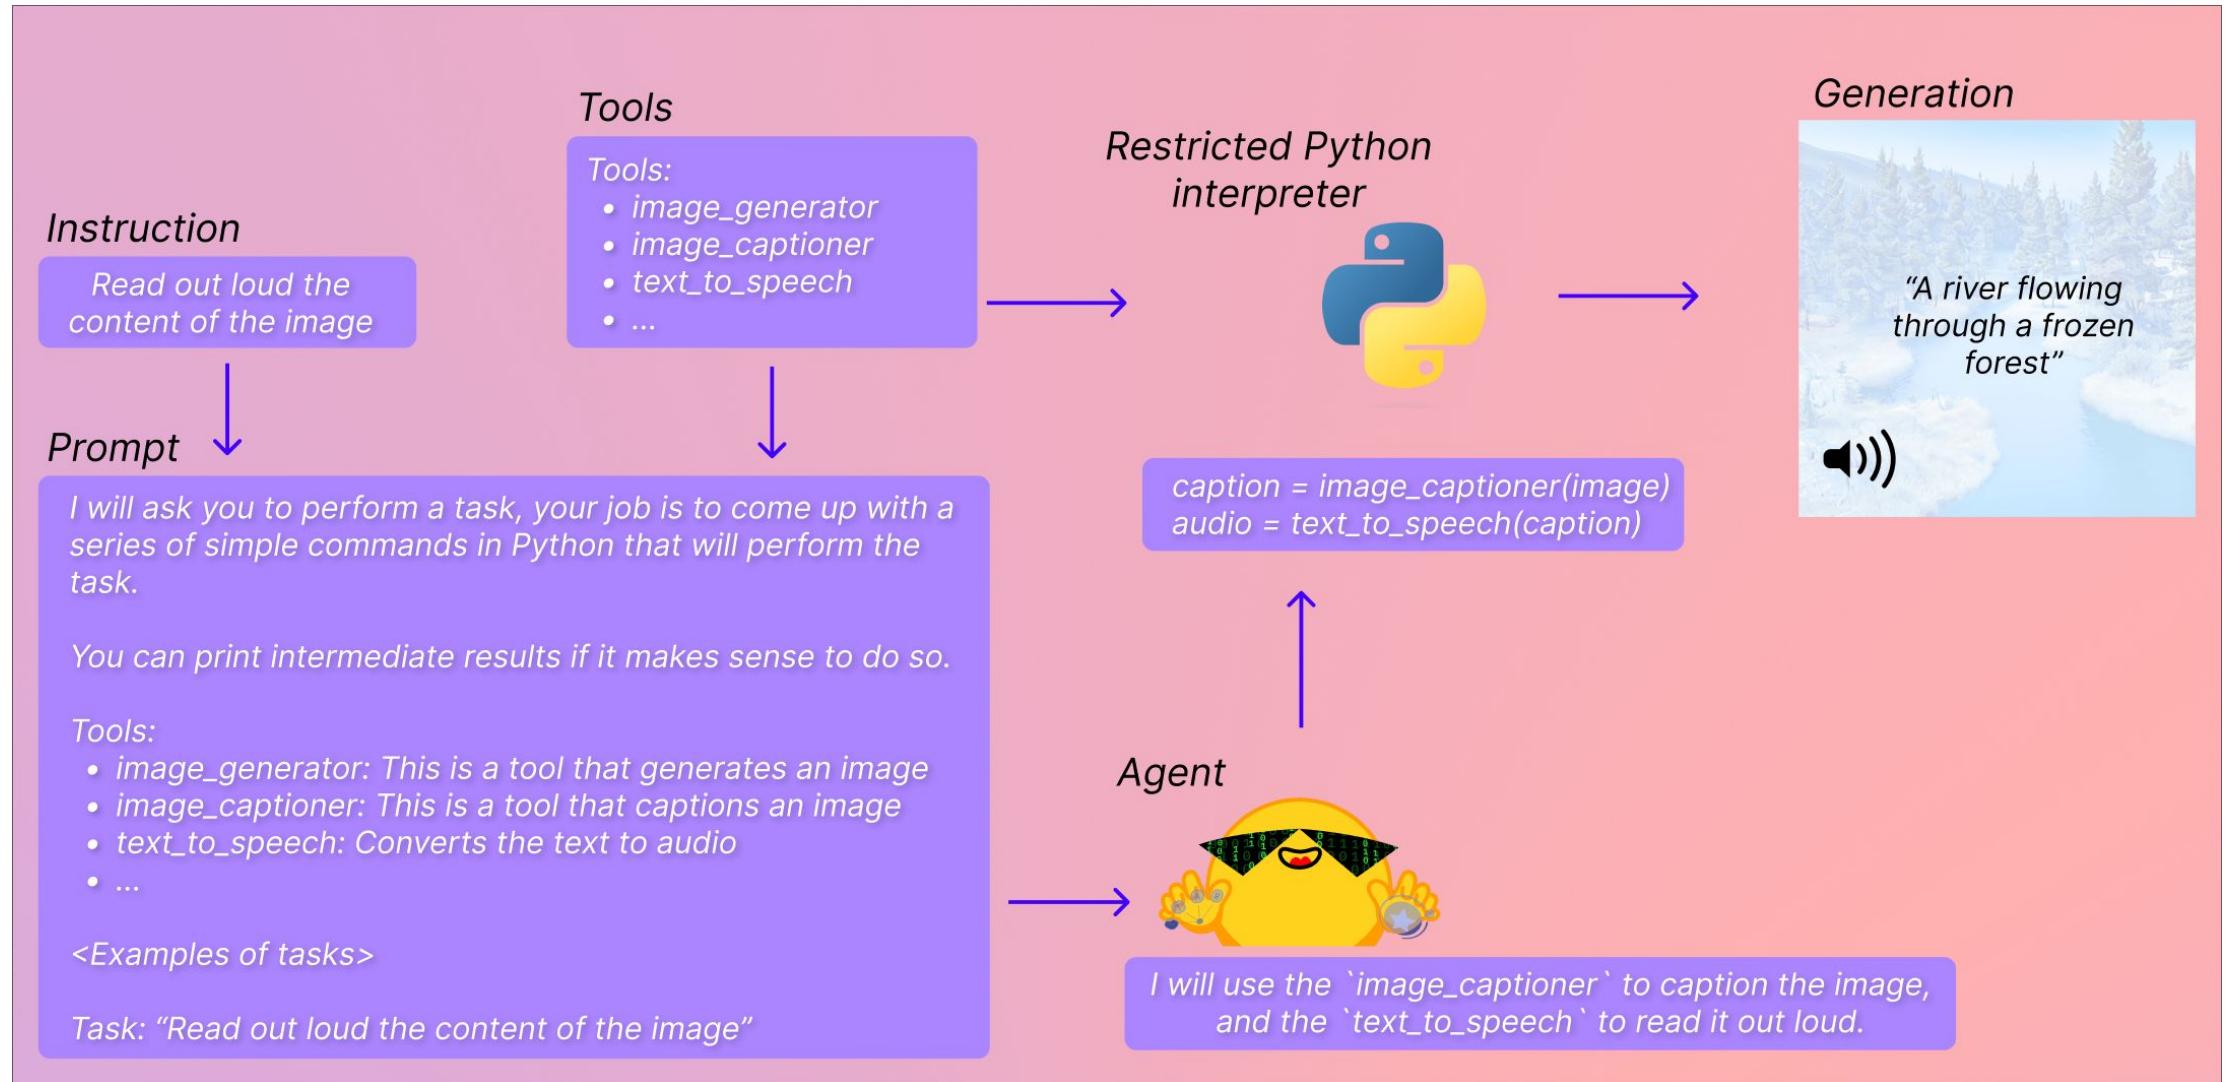 Instruction
Read out loud the
content of the image
Tools
Tools:
• image_generator
• image_captioner
• text_to_speech
• ...
Prompt
I will ask you to perform a task, your job is to come up with a
series of simple commands in Python that will perform the
task.
You can print intermediate results if it makes sense to do so.
Tools:
• image_generator: This is a tool that generates an image
• image_captioner: This is a tool that captions an image
• text_to_speech: Converts the text to audio
• ...
<Examples of tasks>
Task: “Read out loud the content of the image”
Agent
I will use the `image_captioner` to caption the image,
and the `text_to_speech` to read it out loud.
caption = image_captioner(image)
audio = text_to_speech(caption)
Restricted Python
interpreter
Generation
“A river flowing
through a frozen
forest”